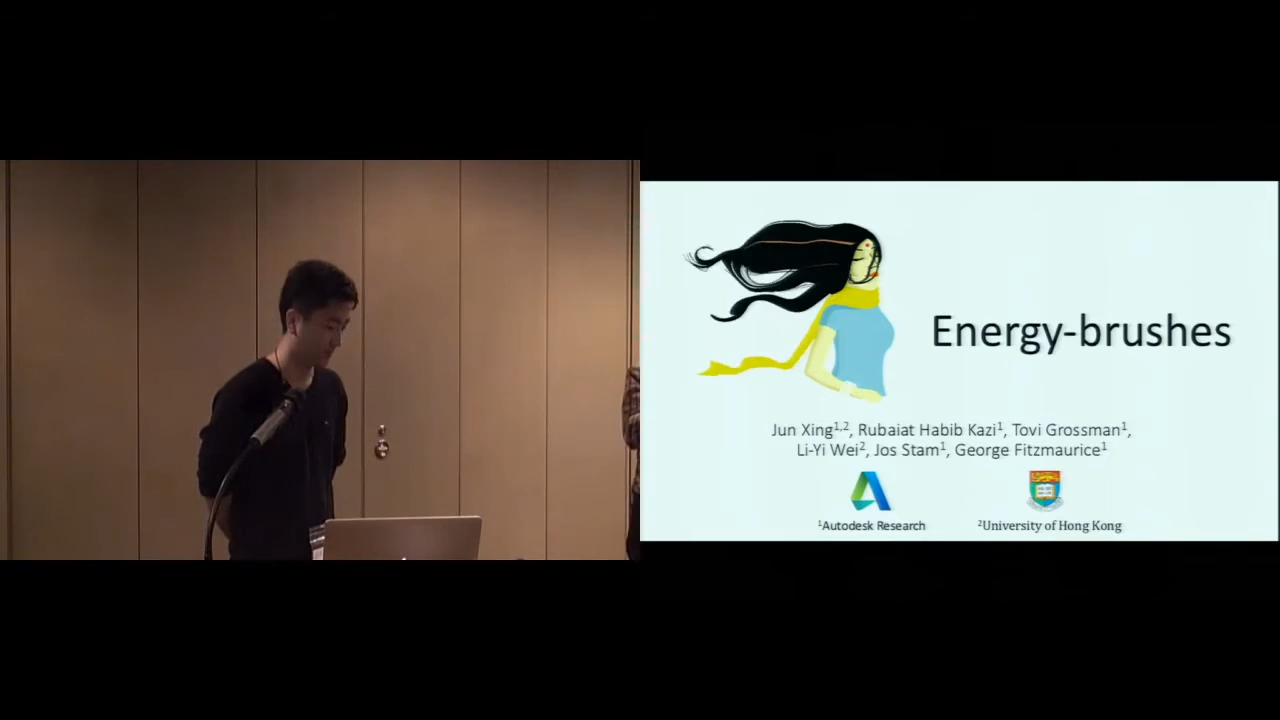 Energy-brushes
Jun Xing1,2, Rubaiat Habib Kazi1, Tovi Grossman1,
Li-Yi Wei2, Jos Stam1, George Fitzmaurice1
1Autodesk Research
2University of Hong Kong